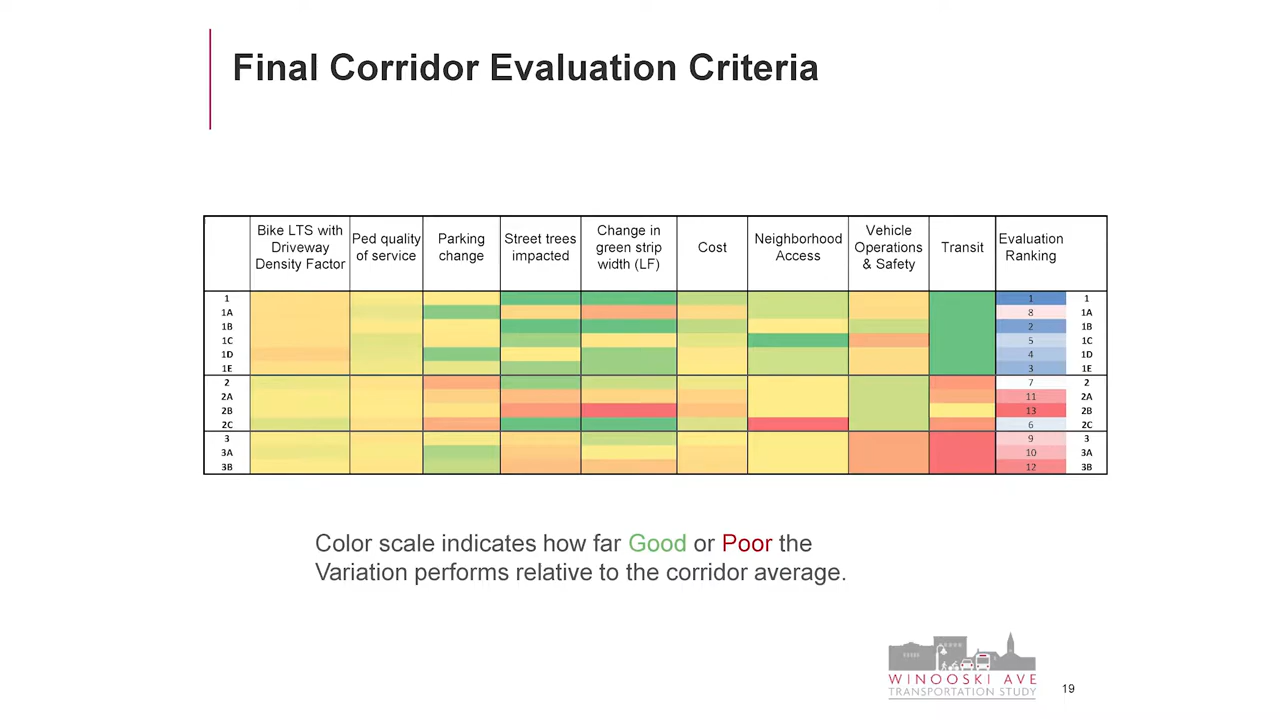 Final Corridor Evaluation Criteria
Bike LTS with Driveway Density Factor Ped quality of service Parking change Street trees impacted Change in green strip width (LF) Cost Neighborhood Access Vehicle Operations & Safety Transit Evaluation Ranking
1 1 1
1A 8 1A
1B 2 1B
1C 5 1C
1D 4 1D
1E 3 1E
2 7 2
2A 11 2A
2B 13 2B
2C 6 2C
3 9 3
3A 10 3A
3B 12 3B
Color scale indicates how far Good or Poor the
Variation performs relative to the corridor average.
WINOOSKI AVE
TRANSPORTATION STUDY
19